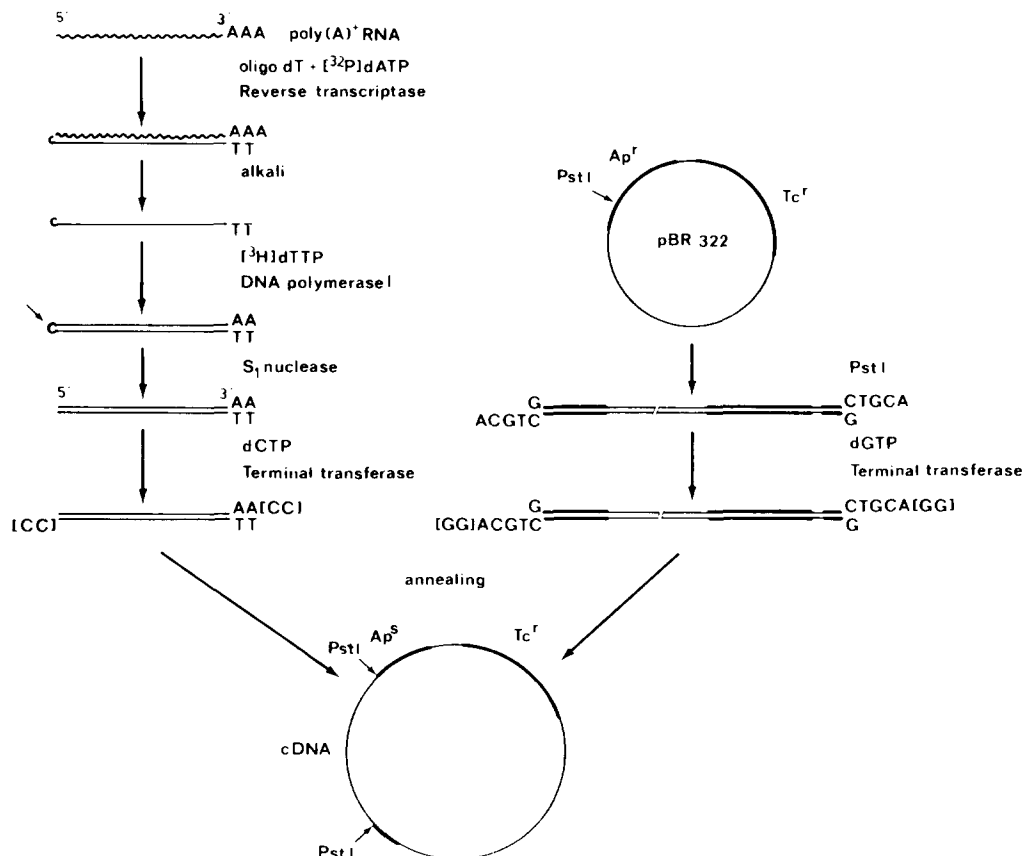 5' 3'
AAA poly(A)⁺ RNA
oligo dT + [³²P]dATP
Reverse transcriptase
AAA
TT
c
alkali
c
TT
[³H]dTTP
DNA polymerase I
c
AA
TT
S₁ nuclease
5' 3'
AA
TT
dCTP
Terminal transferase
AA[CC]
[CC]
TT
Apʳ
PstI
Tcʳ
pBR 322
PstI
G
CTGCA
ACGTC
G
dGTP
Terminal transferase
G
CTGCA[GG]
[GG]ACGTC
G
annealing
PstI
Apˢ
Tcʳ
cDNA
PstI